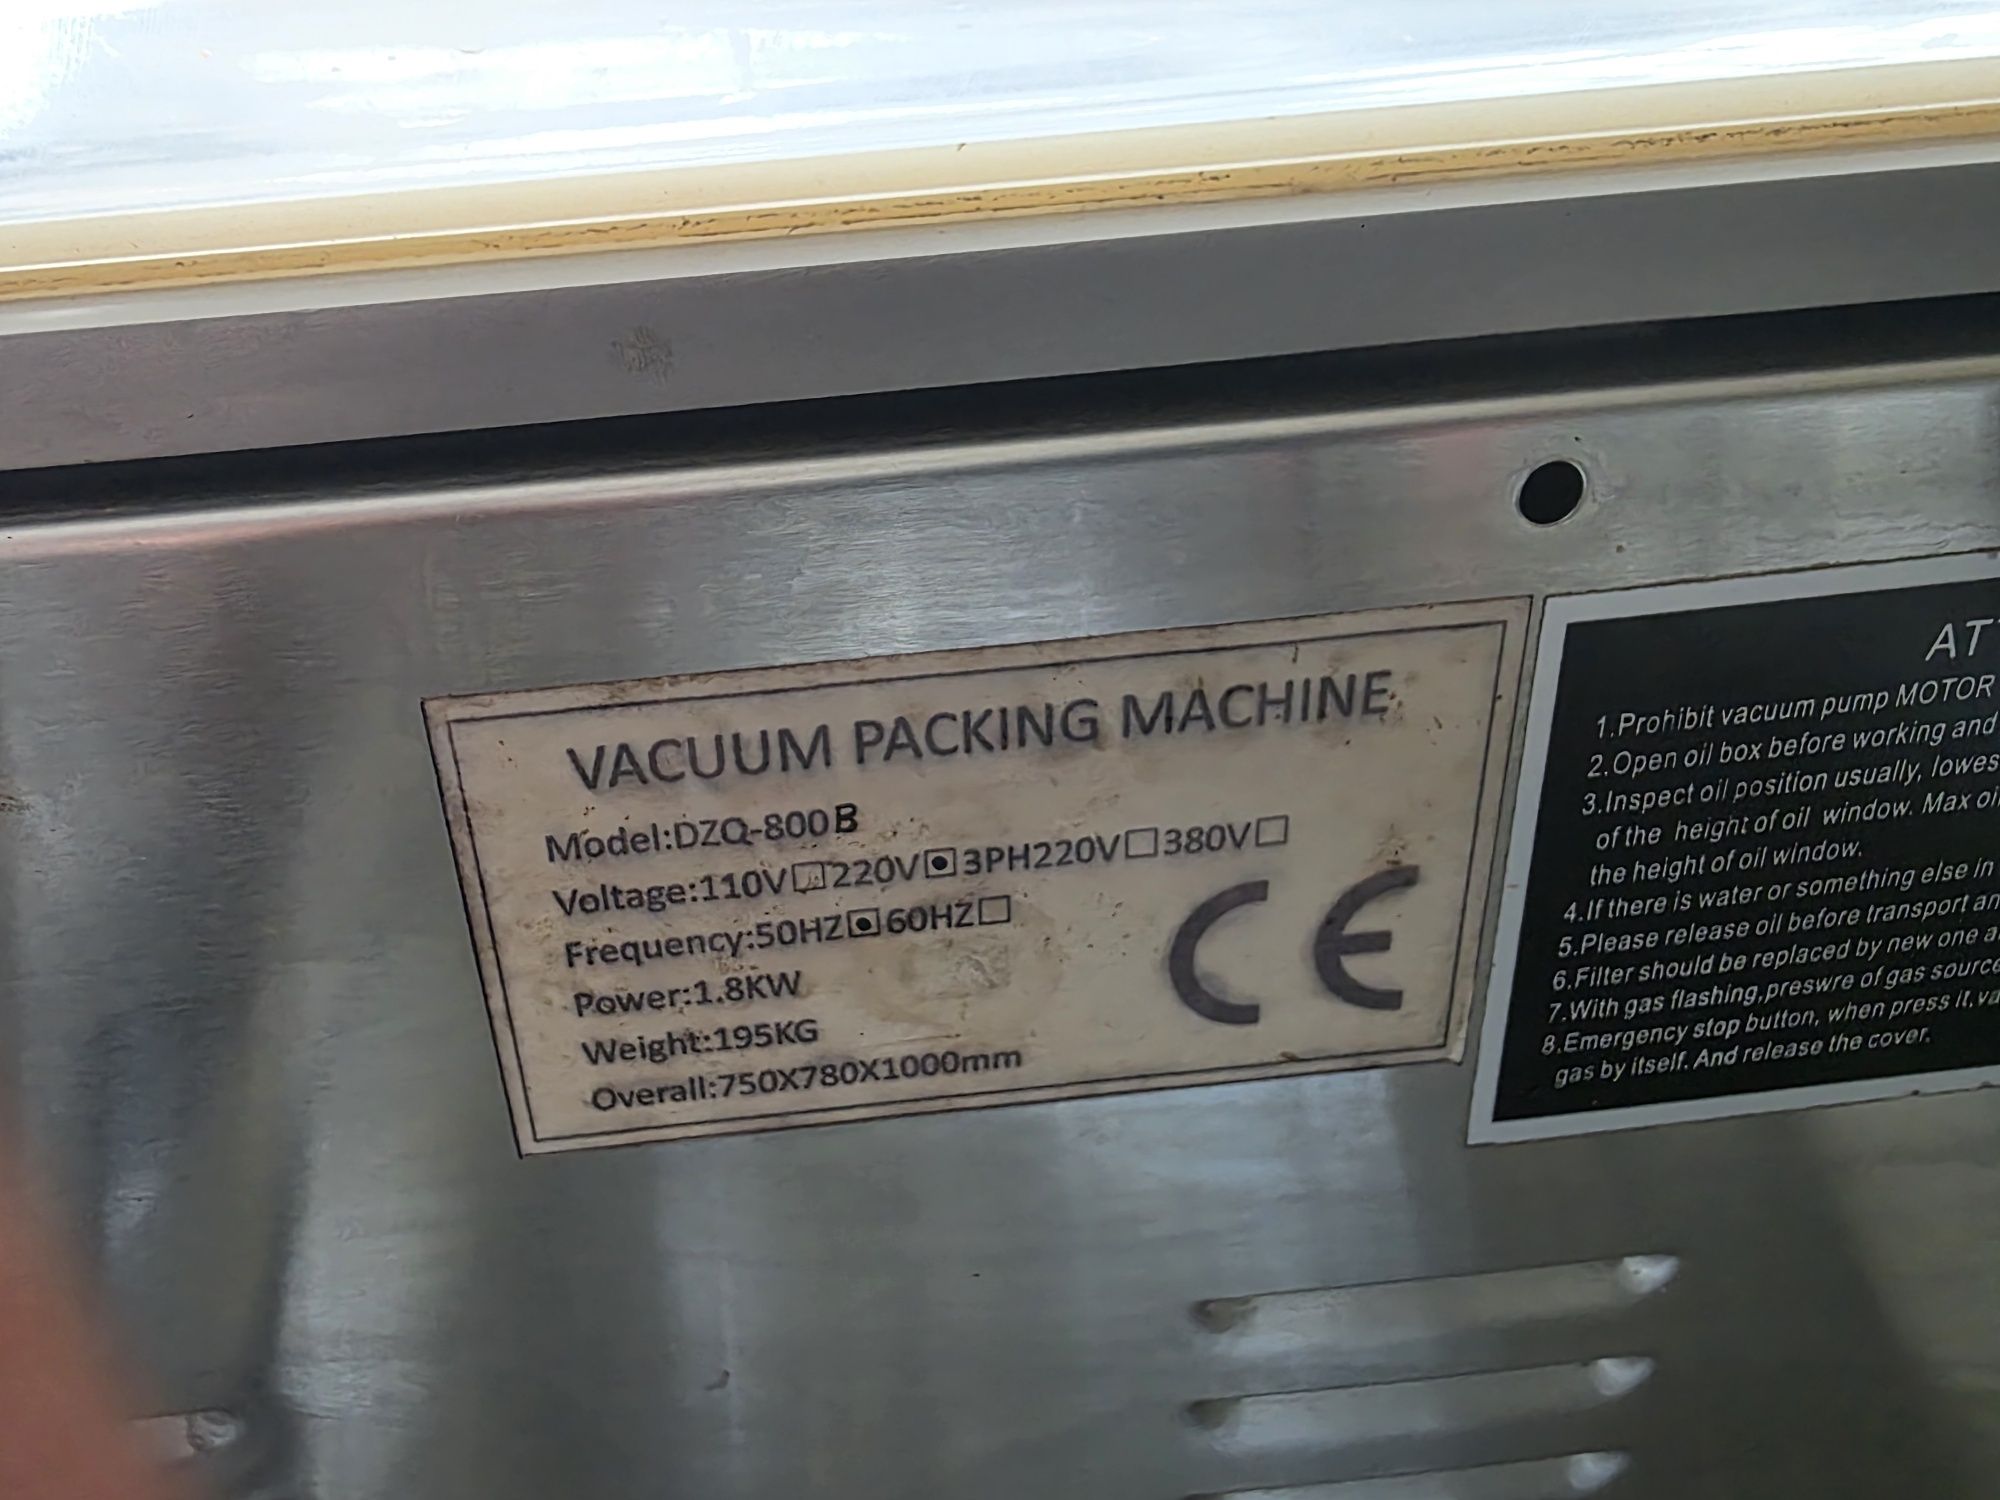 VACUUM PACKING MACHINE
Model:DZQ-800B
Voltage:110V□220V▣3PH220V□380V□
Frequency:50HZ▣60HZ□
Power:1.8KW
Weight:195KG
Overall:750X780X1000mm
CE
1.Prohibit vacuum pump MOTOR
2.Open oil box before working and
3.Inspect oil position usually,
of the height of oil window. Max
the height of oil window.
4.If there is water or something else in
5.Please release oil before transport
6.Filter should be replaced by new one
7.With gas flashing,preswre of gas source
8.Emergency stop button, when press it,
gas by itself. And release the cover.